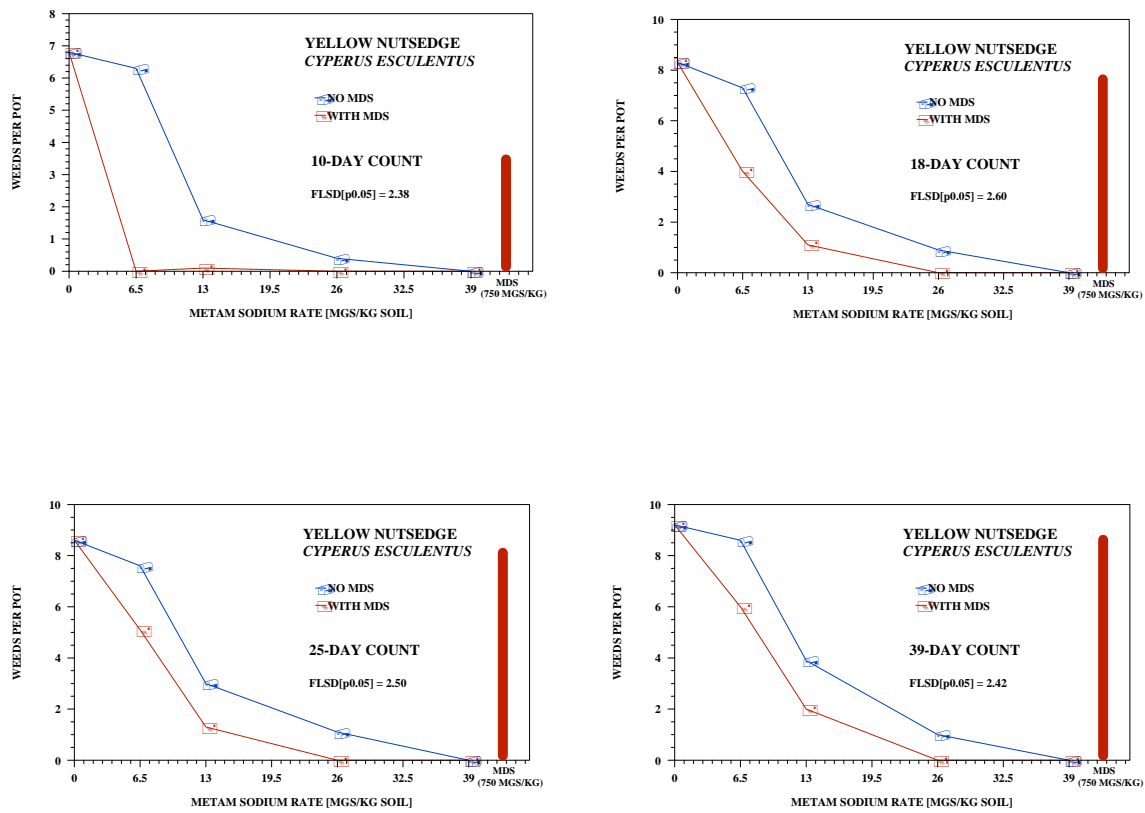 8
7
6
5
4
3
2
1
0
WEEDS PER POT
YELLOW NUTSEDGE
CYPERUS ESCULENTUS
NO MDS
WITH MDS
10-DAY COUNT
FLSD[p0.05] = 2.38
0 6.5 13 19.5 26 32.5 39
MDS
(750 MGS/KG)
METAM SODIUM RATE [MGS/KG SOIL]
10
8
6
4
2
0
WEEDS PER POT
YELLOW NUTSEDGE
CYPERUS ESCULENTUS
NO MDS
WITH MDS
18-DAY COUNT
FLSD[p0.05] = 2.60
0 6.5 13 19.5 26 32.5 39
MDS
(750 MGS/KG)
METAM SODIUM RATE [MGS/KG SOIL]
10
8
6
4
2
0
WEEDS PER POT
YELLOW NUTSEDGE
CYPERUS ESCULENTUS
NO MDS
WITH MDS
25-DAY COUNT
FLSD[p0.05] = 2.50
0 6.5 13 19.5 26 32.5 39
MDS
(750 MGS/KG)
METAM SODIUM RATE [MGS/KG SOIL]
10
8
6
4
2
0
WEEDS PER POT
YELLOW NUTSEDGE
CYPERUS ESCULENTUS
NO MDS
WITH MDS
39-DAY COUNT
FLSD[p0.05] = 2.42
0 6.5 13 19.5 26 32.5 39
MDS
(750 MGS/KG)
METAM SODIUM RATE [MGS/KG SOIL]